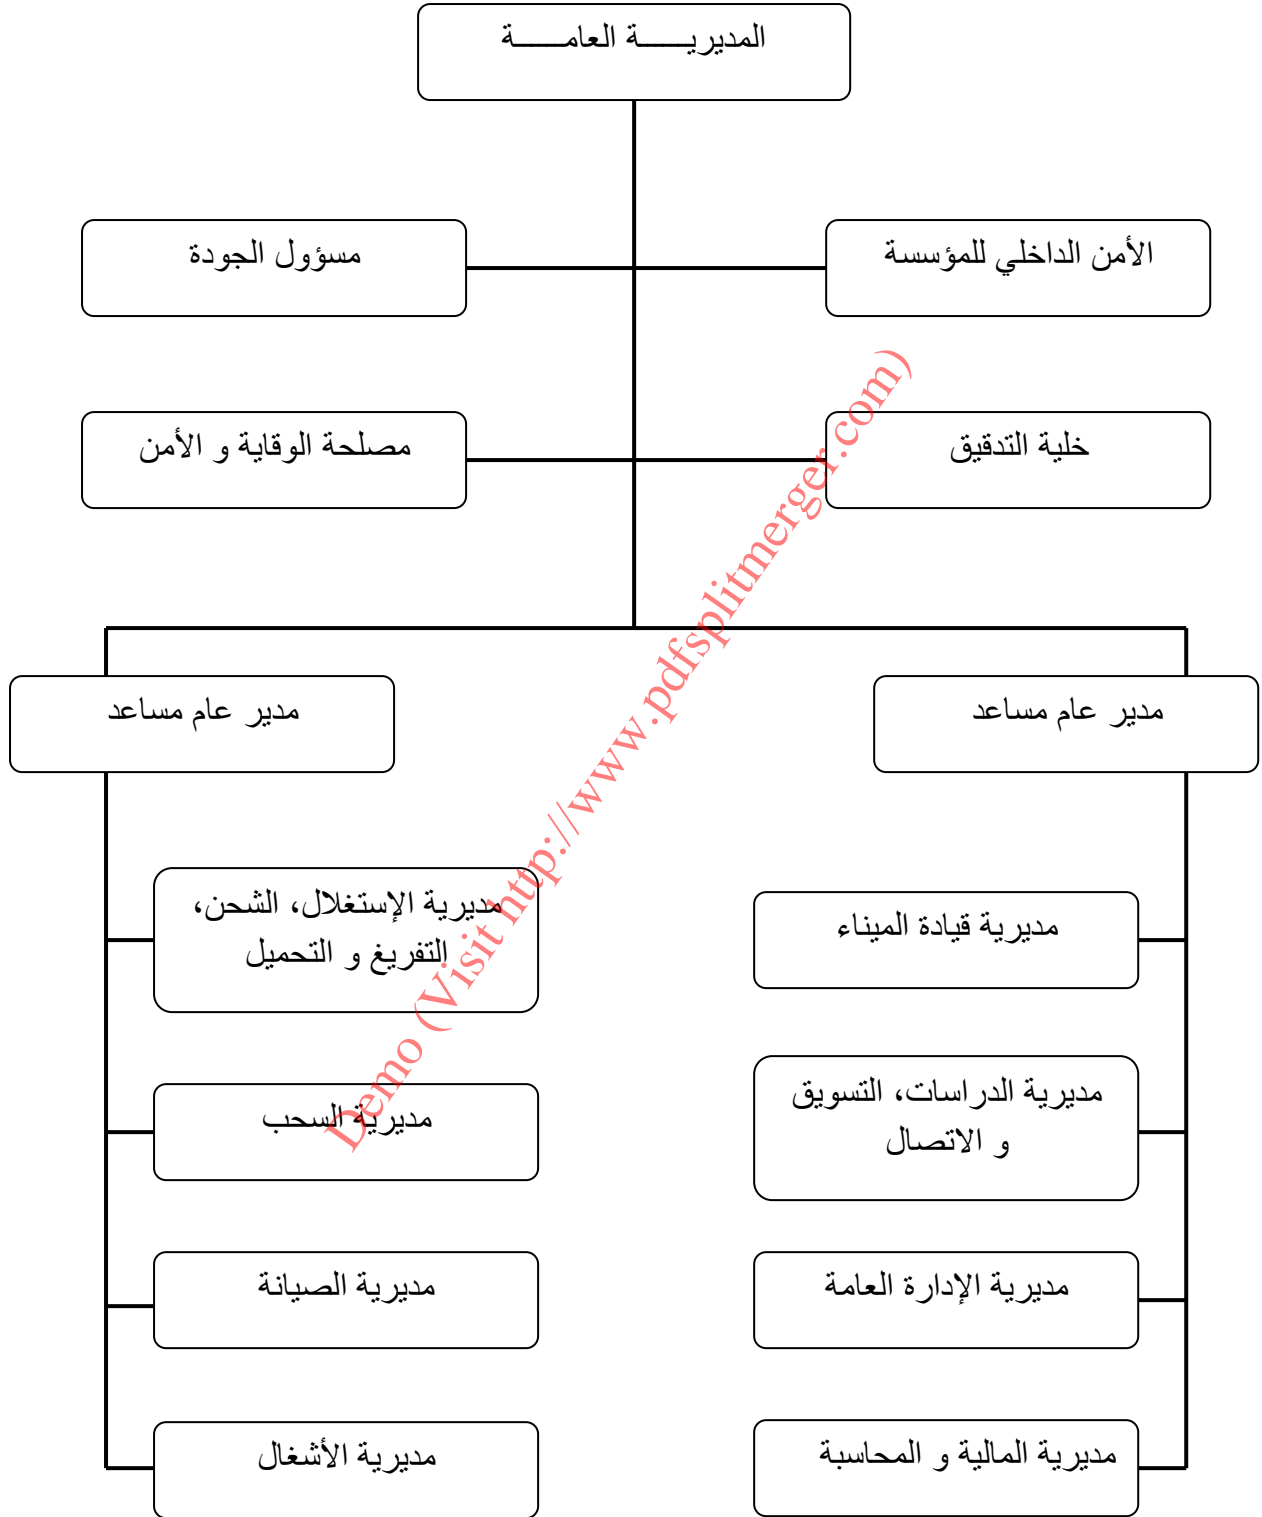 المديريـــــة العامــــــة
الأمن الداخلي للمؤسسة
مسؤول الجودة
خلية التدقيق
مصلحة الوقاية و الأمن
مدير عام مساعد
مدير عام مساعد
مديرية قيادة الميناء
مديرية الإستغلال، الشحن،
التفريغ و التحميل
مديرية الدراسات، التسويق
و الاتصال
مديرية السحب
مديرية الإدارة العامة
مديرية الصيانة
مديرية المالية و المحاسبة
مديرية الأشغال
Demo (Visit http://www.pdfsplitmerger.com)